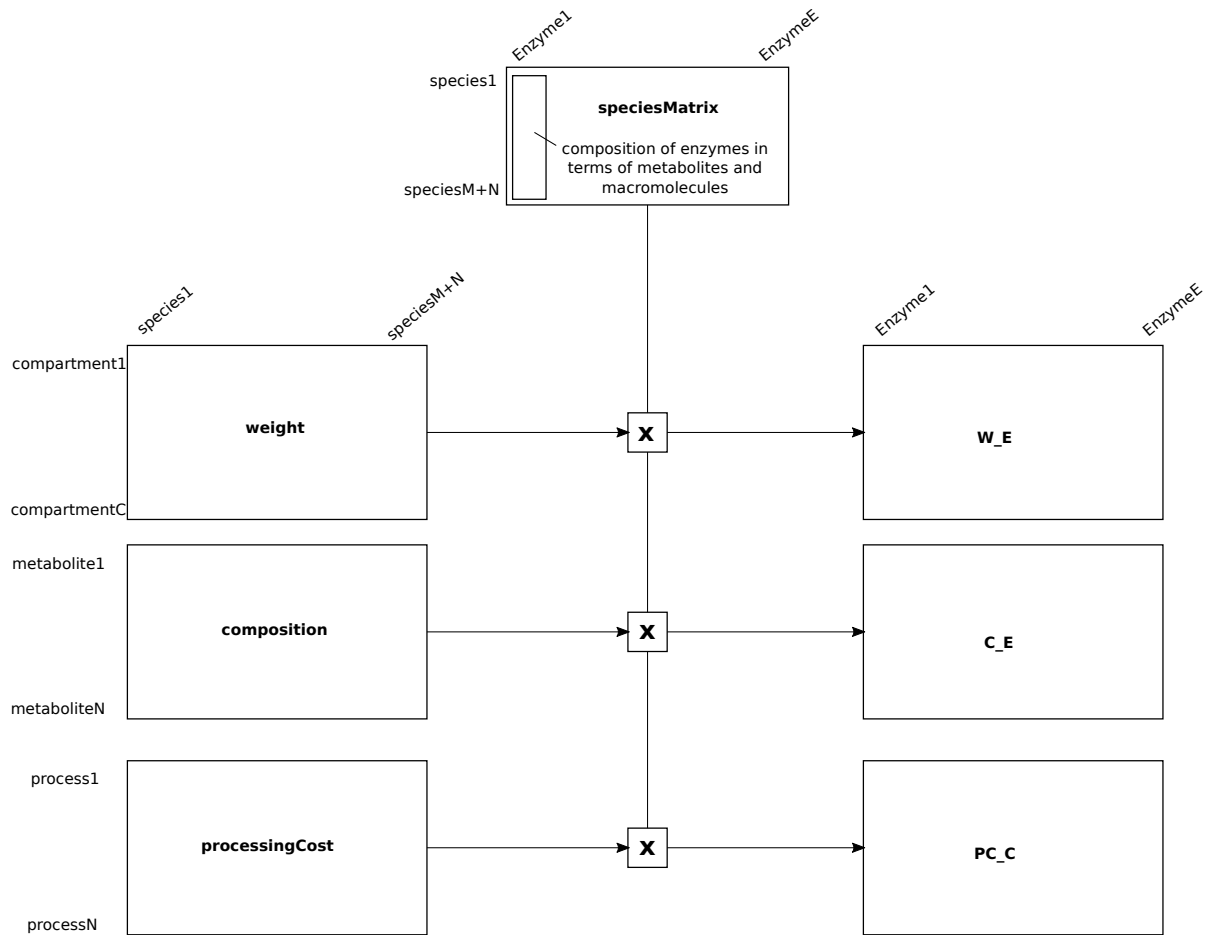 Enzyme1
EnzymeE
species1
speciesMatrix
composition of enzymes in
terms of metabolites and
macromolecules
speciesM+N
species1
speciesM+N
Enzyme1
EnzymeE
compartment1
weight
X
W_E
compartmentC
metabolite1
composition
X
C_E
metaboliteN
process1
processingCost
X
PC_C
processN